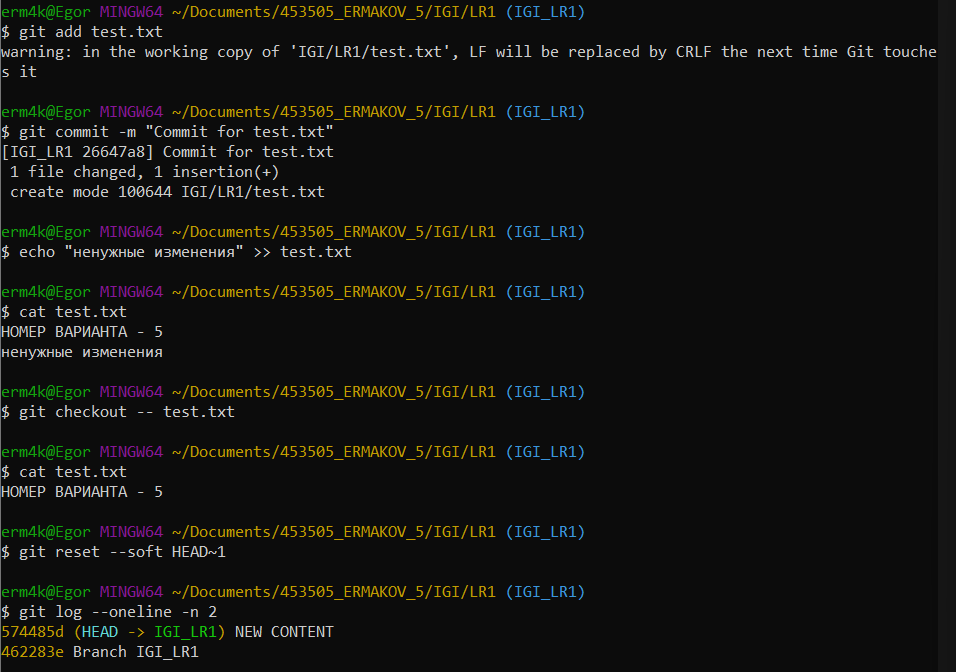 erm4k@Egor MINGW64 ~/Documents/453505_ERMAKOV_5/IGI/LR1 (IGI_LR1)
$ git add test.txt
warning: in the working copy of 'IGI/LR1/test.txt', LF will be replaced by CRLF the next time Git touche
s it
erm4k@Egor MINGW64 ~/Documents/453505_ERMAKOV_5/IGI/LR1 (IGI_LR1)
$ git commit -m "Commit for test.txt"
[IGI_LR1 26647a8] Commit for test.txt
 1 file changed, 1 insertion(+)
 create mode 100644 IGI/LR1/test.txt
erm4k@Egor MINGW64 ~/Documents/453505_ERMAKOV_5/IGI/LR1 (IGI_LR1)
$ echo "ненужные изменения" >> test.txt
erm4k@Egor MINGW64 ~/Documents/453505_ERMAKOV_5/IGI/LR1 (IGI_LR1)
$ cat test.txt
НОМЕР ВАРИАНТА - 5
ненужные изменения
erm4k@Egor MINGW64 ~/Documents/453505_ERMAKOV_5/IGI/LR1 (IGI_LR1)
$ git checkout -- test.txt
erm4k@Egor MINGW64 ~/Documents/453505_ERMAKOV_5/IGI/LR1 (IGI_LR1)
$ cat test.txt
НОМЕР ВАРИАНТА - 5
erm4k@Egor MINGW64 ~/Documents/453505_ERMAKOV_5/IGI/LR1 (IGI_LR1)
$ git reset --soft HEAD~1
erm4k@Egor MINGW64 ~/Documents/453505_ERMAKOV_5/IGI/LR1 (IGI_LR1)
$ git log --oneline -n 2
574485d (HEAD -> IGI_LR1) NEW CONTENT
462283e Branch IGI_LR1